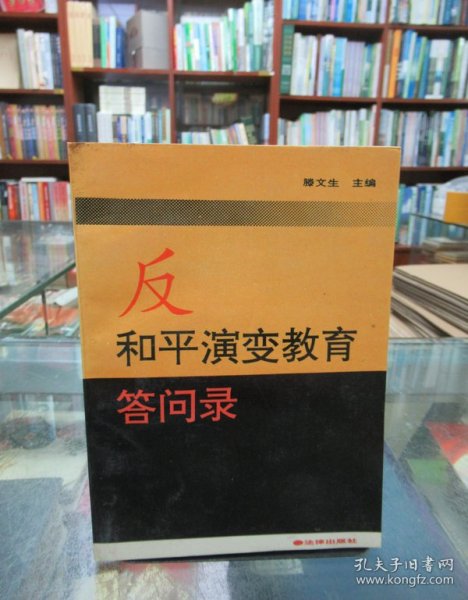 滕文生 主编
反
和平演变教育
答问录
法律出版社
孔夫子旧书网
www.kongfz.com